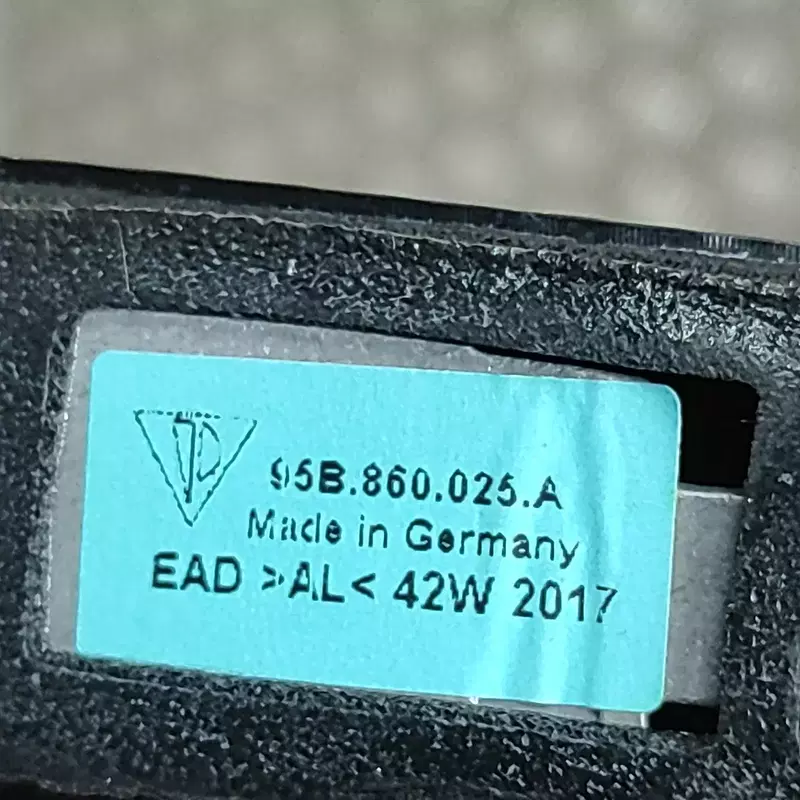 95B.860.025.A
Made in Germany
EAD >AL< 42W 2017